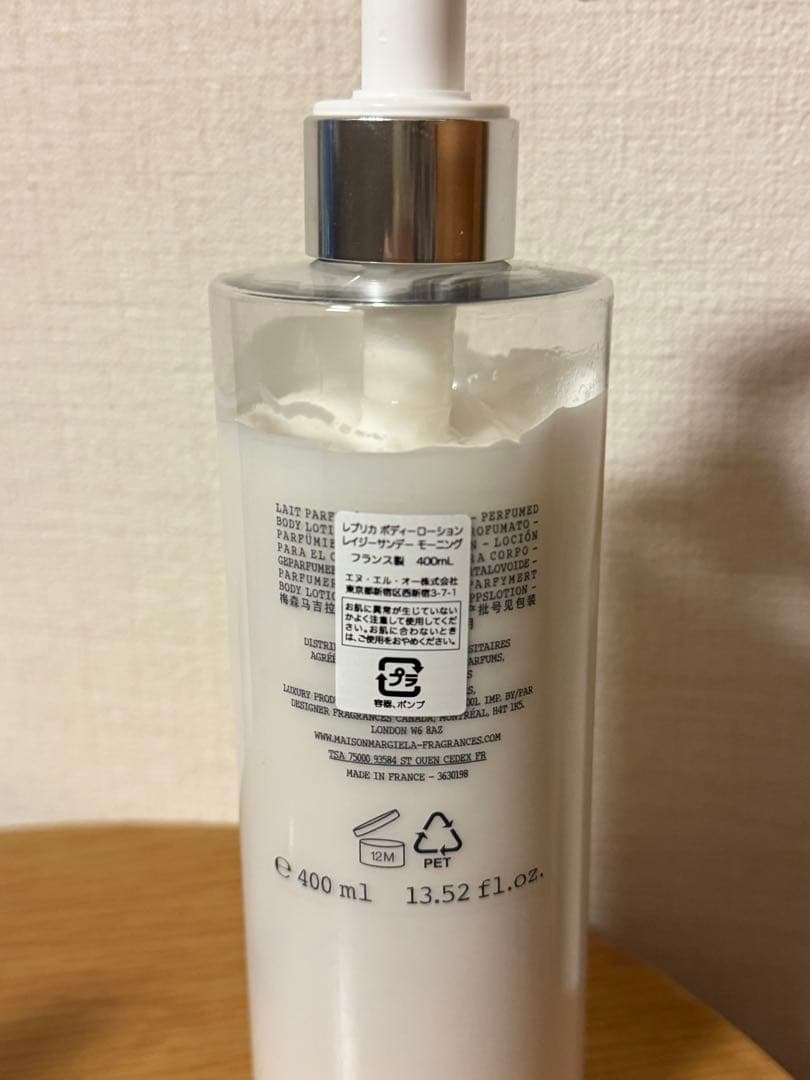 LAIT PARF - PERFUMED
BODY LOTI ROFUMATO -
PARFÜMIE N - LOCIÓN
PARA EL C RA CORPO -
GEPARFUME TALOVOIDE -
PARFUMER PARFYMERT
BODY LOTIO PPSLOTION -
梅森马吉拉 产批号见包装
レプリカ ボディーローション
レイジーサンデー モーニング
フランス製 400mL
エヌ・エル・オー株式会社
東京都新宿区西新宿3-7-1
お肌に異常が生じていない
かよく注意して使用してくだ
さい。お肌に合わないとき
は、ご使用をおやめください。
プラ
容器、ポンプ
DISTRI SITAIRES
AGRÉÉ ARFUMS,
S
LUXURY PROD OOL IMP. BY/PAR
DESIGNER FRAGRANCES CANADA, MONTRÉAL, H4T 1K5.
LONDON W6 8AZ
WWW.MAISONMARGIELA-FRAGRANCES.COM
TSA 75000 93584 ST OUEN CEDEX FR
MADE IN FRANCE - 3630198
12M
PET
℮ 400 ml 13.52 fl.oz.